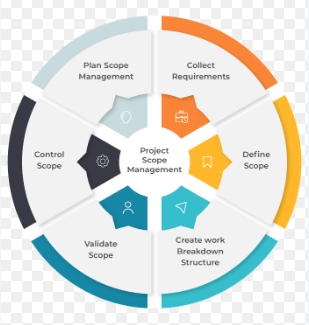 Plan Scope
Management
Collect
Requirements
Control
Scope
Project
Scope
Management
Define
Scope
Validate
Scope
Create work
Breakdown
Structure